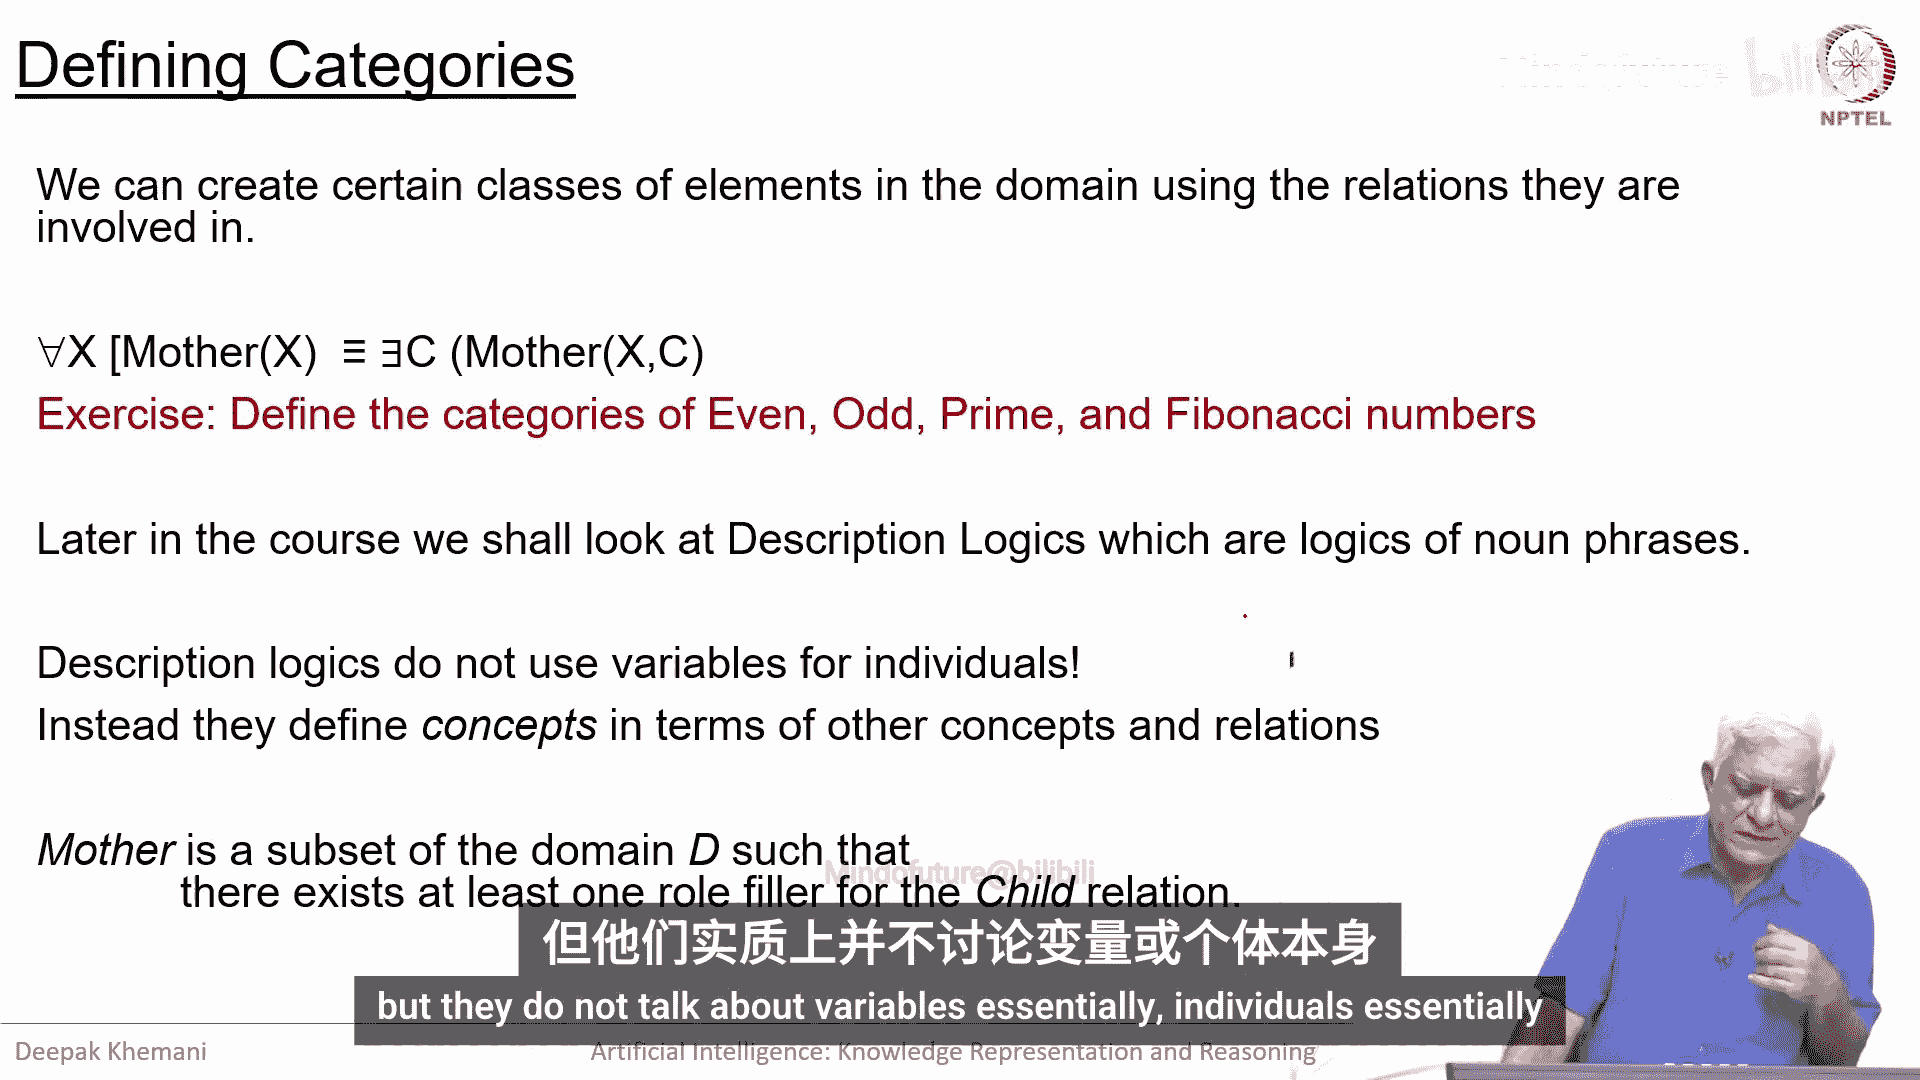 Defining Categories
NPTEL
We can create certain classes of elements in the domain using the relations they are
involved in.
∀X [Mother(X) ≡ ∃C (Mother(X,C)
Exercise: Define the categories of Even, Odd, Prime, and Fibonacci numbers
Later in the course we shall look at Description Logics which are logics of noun phrases.
Description logics do not use variables for individuals!
Instead they define concepts in terms of other concepts and relations
Mother is a subset of the domain D such that
Mindofuture@bilibili
there exists at least one role filler for the Child relation.
但他们实质上并不讨论变量或个体本身
but they do not talk about variables essentially, individuals essentially
Deepak Khemani
Artificial Intelligence: Knowledge Representation and Reasoning